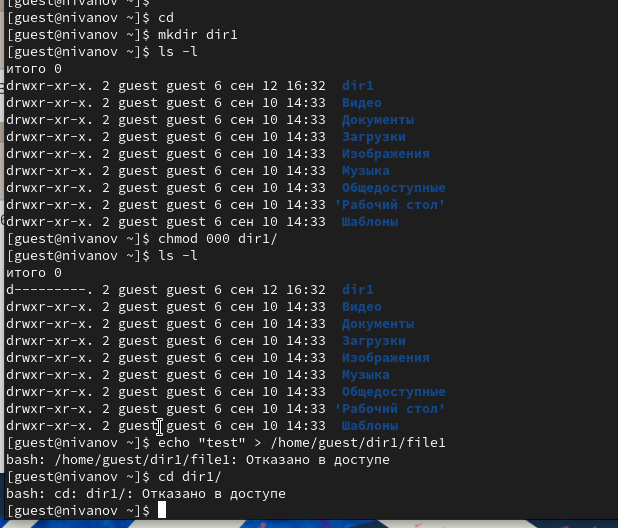 [guest@nivanov ~]$
[guest@nivanov ~]$ cd
[guest@nivanov ~]$ mkdir dir1
[guest@nivanov ~]$ ls -l
итого 0
drwxr-xr-x. 2 guest guest 6 сен 12 16:32  dir1
drwxr-xr-x. 2 guest guest 6 сен 10 14:33  Видео
drwxr-xr-x. 2 guest guest 6 сен 10 14:33  Документы
drwxr-xr-x. 2 guest guest 6 сен 10 14:33  Загрузки
drwxr-xr-x. 2 guest guest 6 сен 10 14:33  Изображения
drwxr-xr-x. 2 guest guest 6 сен 10 14:33  Музыка
drwxr-xr-x. 2 guest guest 6 сен 10 14:33  Общедоступные
drwxr-xr-x. 2 guest guest 6 сен 10 14:33 'Рабочий стол'
drwxr-xr-x. 2 guest guest 6 сен 10 14:33  Шаблоны
[guest@nivanov ~]$ chmod 000 dir1/
[guest@nivanov ~]$ ls -l
итого 0
d---------. 2 guest guest 6 сен 12 16:32  dir1
drwxr-xr-x. 2 guest guest 6 сен 10 14:33  Видео
drwxr-xr-x. 2 guest guest 6 сен 10 14:33  Документы
drwxr-xr-x. 2 guest guest 6 сен 10 14:33  Загрузки
drwxr-xr-x. 2 guest guest 6 сен 10 14:33  Изображения
drwxr-xr-x. 2 guest guest 6 сен 10 14:33  Музыка
drwxr-xr-x. 2 guest guest 6 сен 10 14:33  Общедоступные
drwxr-xr-x. 2 guest guest 6 сен 10 14:33 'Рабочий стол'
drwxr-xr-x. 2 guest guest 6 сен 10 14:33  Шаблоны
[guest@nivanov ~]$ echo "test" > /home/guest/dir1/file1
bash: /home/guest/dir1/file1: Отказано в доступе
[guest@nivanov ~]$ cd dir1/
bash: cd: dir1/: Отказано в доступе
[guest@nivanov ~]$